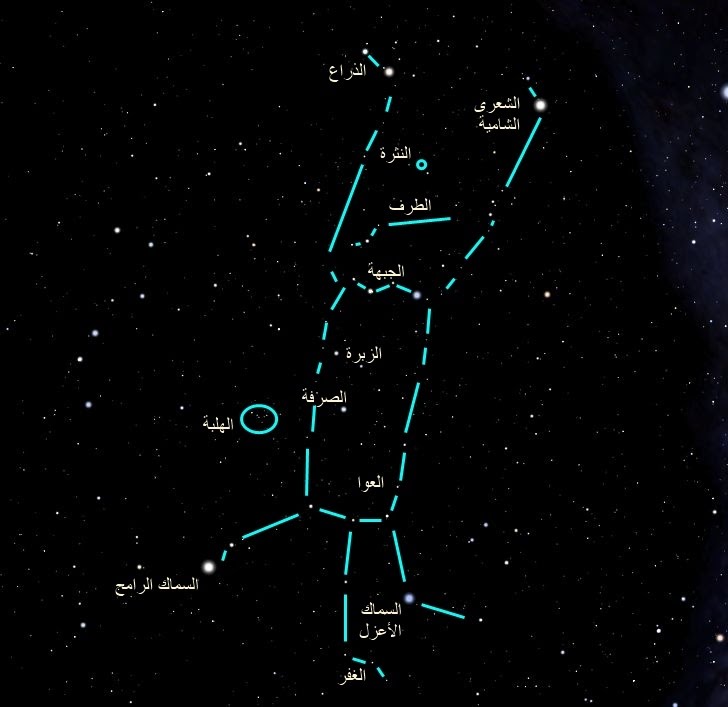 الذراع
الشعرى
الشامية
النثرة
الطرف
الجبهة
الزبرة
الصرفة
الهلبة
العوا
السماك الرامح
السماك
الأعزل
الغفر